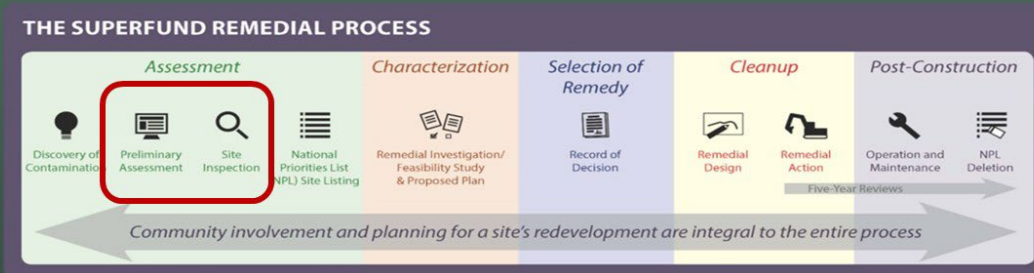 THE SUPERFUND REMEDIAL PROCESS
Assessment
Characterization
Selection of
Remedy
Cleanup
Post-Construction
Discovery of
Contamination
Preliminary
Assessment
Site
Inspection
National
Priorities List
NPL) Site Listing
Remedial Investigation/
Feasibility Study
& Proposed Plan
Record of
Decision
Remedial
Design
Remedial
Action
Operation and
Maintenance
NPL
Deletion
Five-Year Reviews
Community involvement and planning for a site's redevelopment are integral to the entire process